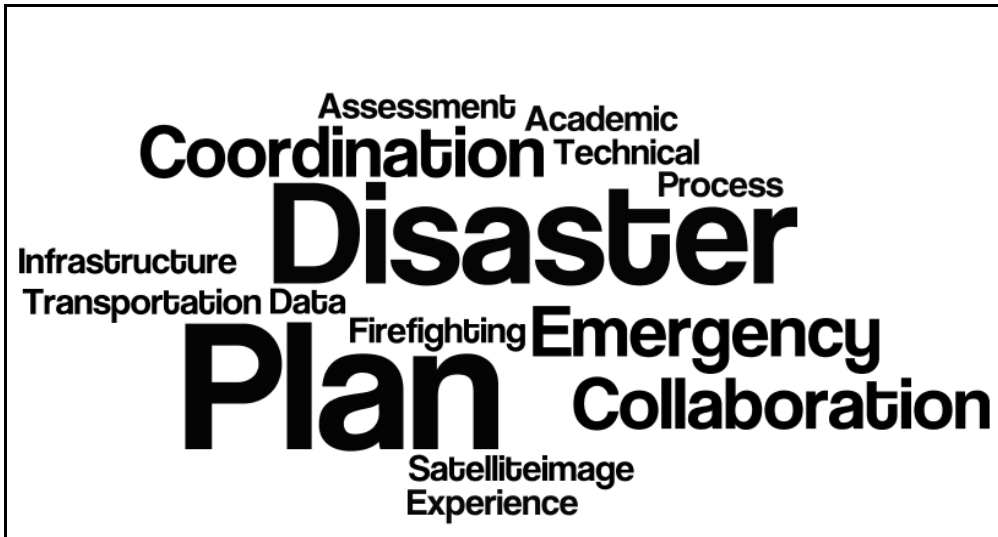 Assessment
Academic
Coordination
Technical
Process
Disaster
Infrastructure
Transportation Data
Plan
Firefighting
Emergency
Collaboration
Satelliteimage
Experience